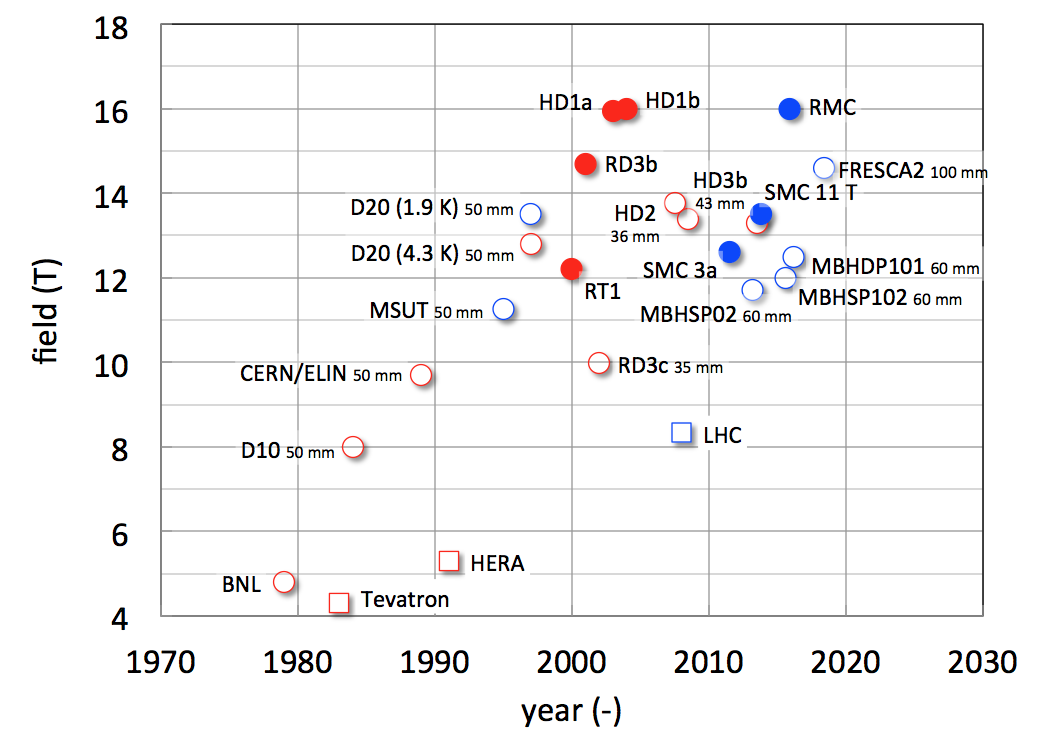 18
16
14
12
10
8
6
4
field (T)
HD1a
HD1b
RMC
RD3b
FRESCA2 100 mm
HD3b
43 mm
SMC 11 T
D20 (1.9 K) 50 mm
HD2
36 mm
D20 (4.3 K) 50 mm
SMC 3a
MBHDP101 60 mm
RT1
MBHSP102 60 mm
MSUT 50 mm
MBHSP02 60 mm
CERN/ELIN 50 mm
RD3c 35 mm
LHC
D10 50 mm
HERA
BNL
Tevatron
1970 1980 1990 2000 2010 2020 2030
year (-)